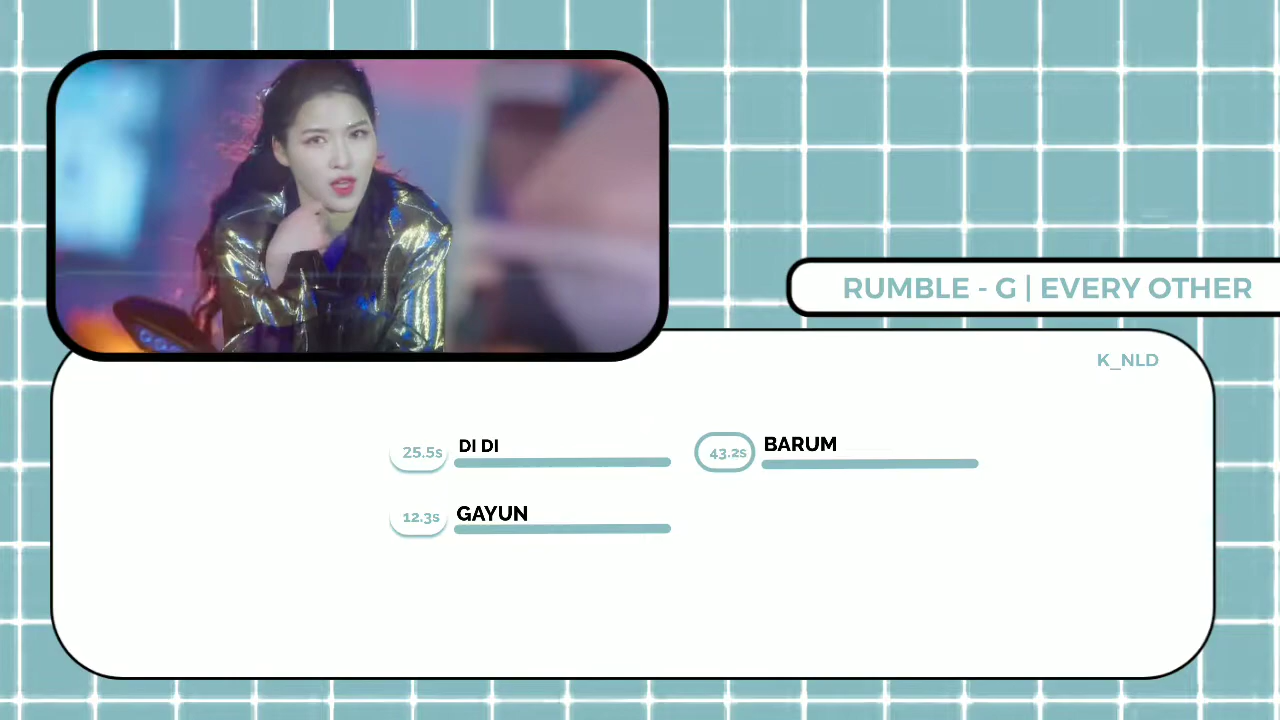 RUMBLE - G | EVERY OTHER
K_NLD
25.5s DI DI
43.2s BARUM
12.3s GAYUN